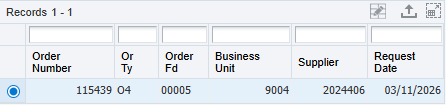 Records 1 - 1
Order Number Or Ty Order Fd Business Unit Supplier Request Date
115439 O4 00005 9004 2024406 03/11/2026